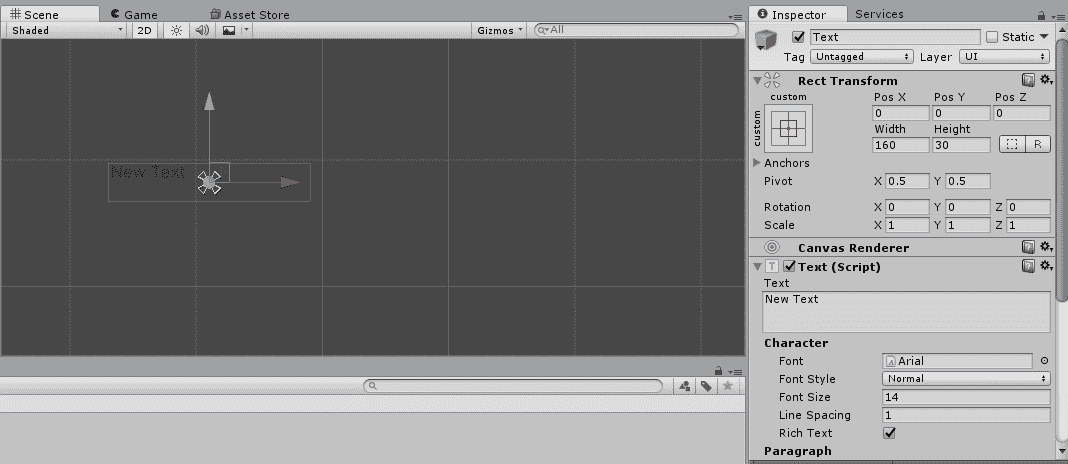 Scene Game Asset Store
Shaded 2D Gizmos All
New Text
Inspector Services
Text Static
Tag Untagged Layer UI
Rect Transform
custom Pos X Pos Y Pos Z
custom 0 0 0
Width Height
160 30 R
Anchors
Pivot X 0.5 Y 0.5
Rotation X 0 Y 0 Z 0
Scale X 1 Y 1 Z 1
Canvas Renderer
T Text (Script)
Text
New Text
Character
Font Arial
Font Style Normal
Font Size 14
Line Spacing 1
Rich Text
Paragraph